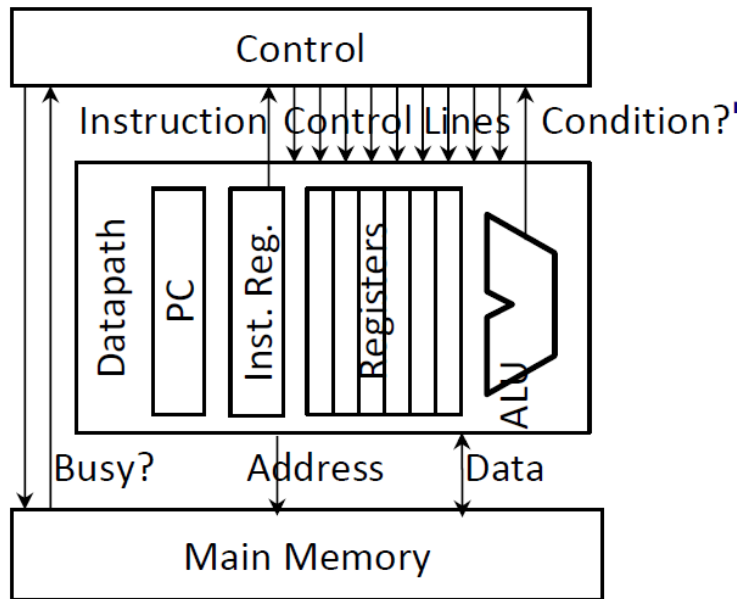 Control
Instruction Control Lines Condition?
Datapath
PC
Inst. Reg.
Registers
ALU
Busy? Address Data
Main Memory